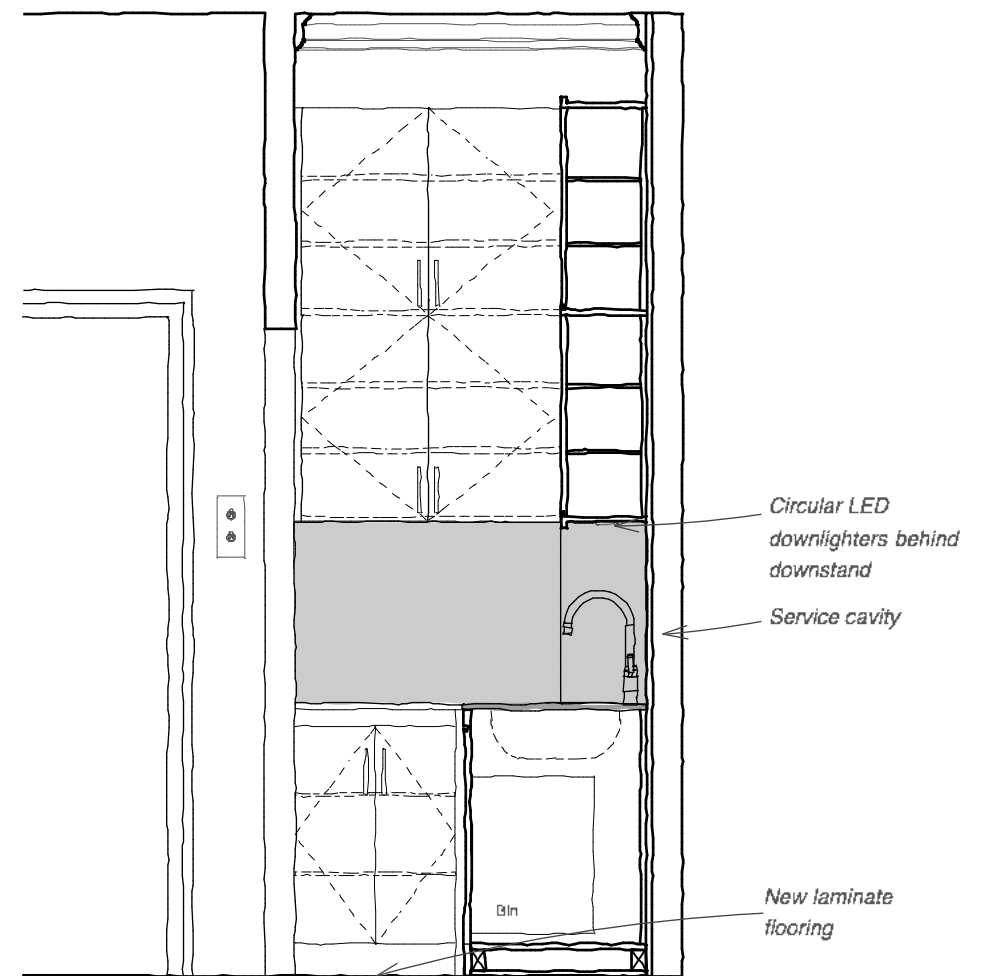 Circular LED
downlighters behind
downstand
Service cavity
New laminate
flooring
Bin